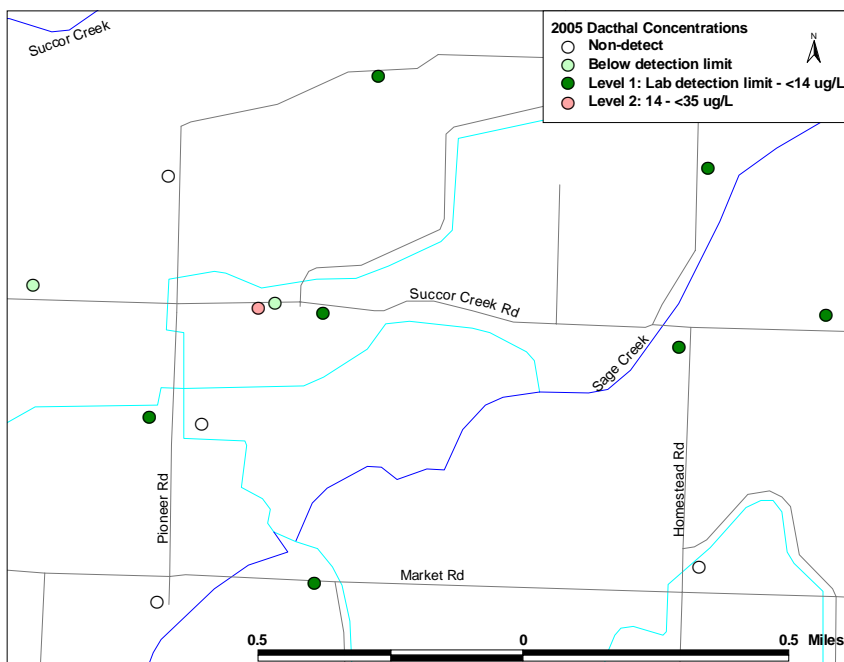 Succor Creek
2005 Dacthal Concentrations
N
Non-detect
Below detection limit
Level 1: Lab detection limit - <14 ug/L
Level 2: 14 - <35 ug/L
Succor Creek Rd
Sage Creek
Pioneer Rd
Homestead Rd
Market Rd
0.5 0 0.5 Miles